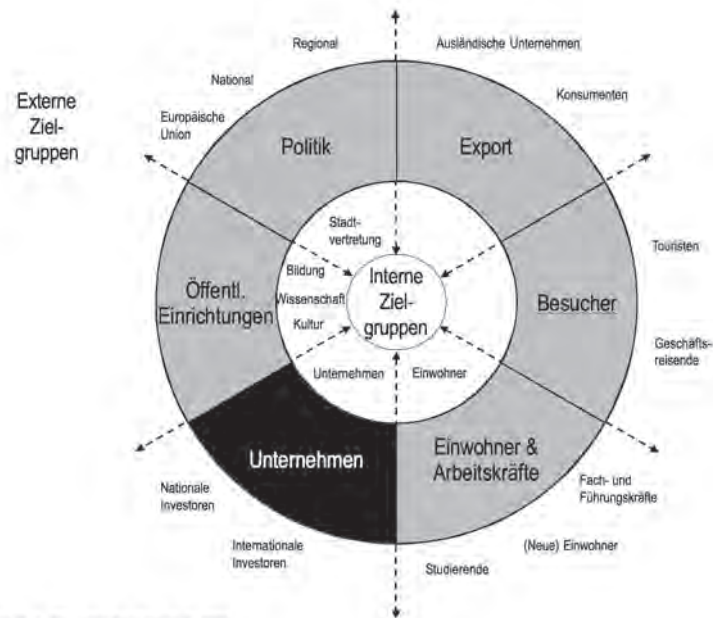 Externe
Ziel-
gruppen
Regional
National
Europäische
Union
Ausländische Unternehmen
Konsumenten
Politik
Export
Stadt-
vertretung
Bildung
Wissenschaft
Kultur
Interne
Ziel-
gruppen
Unternehmen
Einwohner
Öffentl.
Einrichtungen
Besucher
Touristen
Geschäfts-
reisende
Unternehmen
Einwohner &
Arbeitskräfte
Nationale
Investoren
Internationale
Investoren
Studierende
(Neue) Einwohner
Fach- und
Führungskräfte